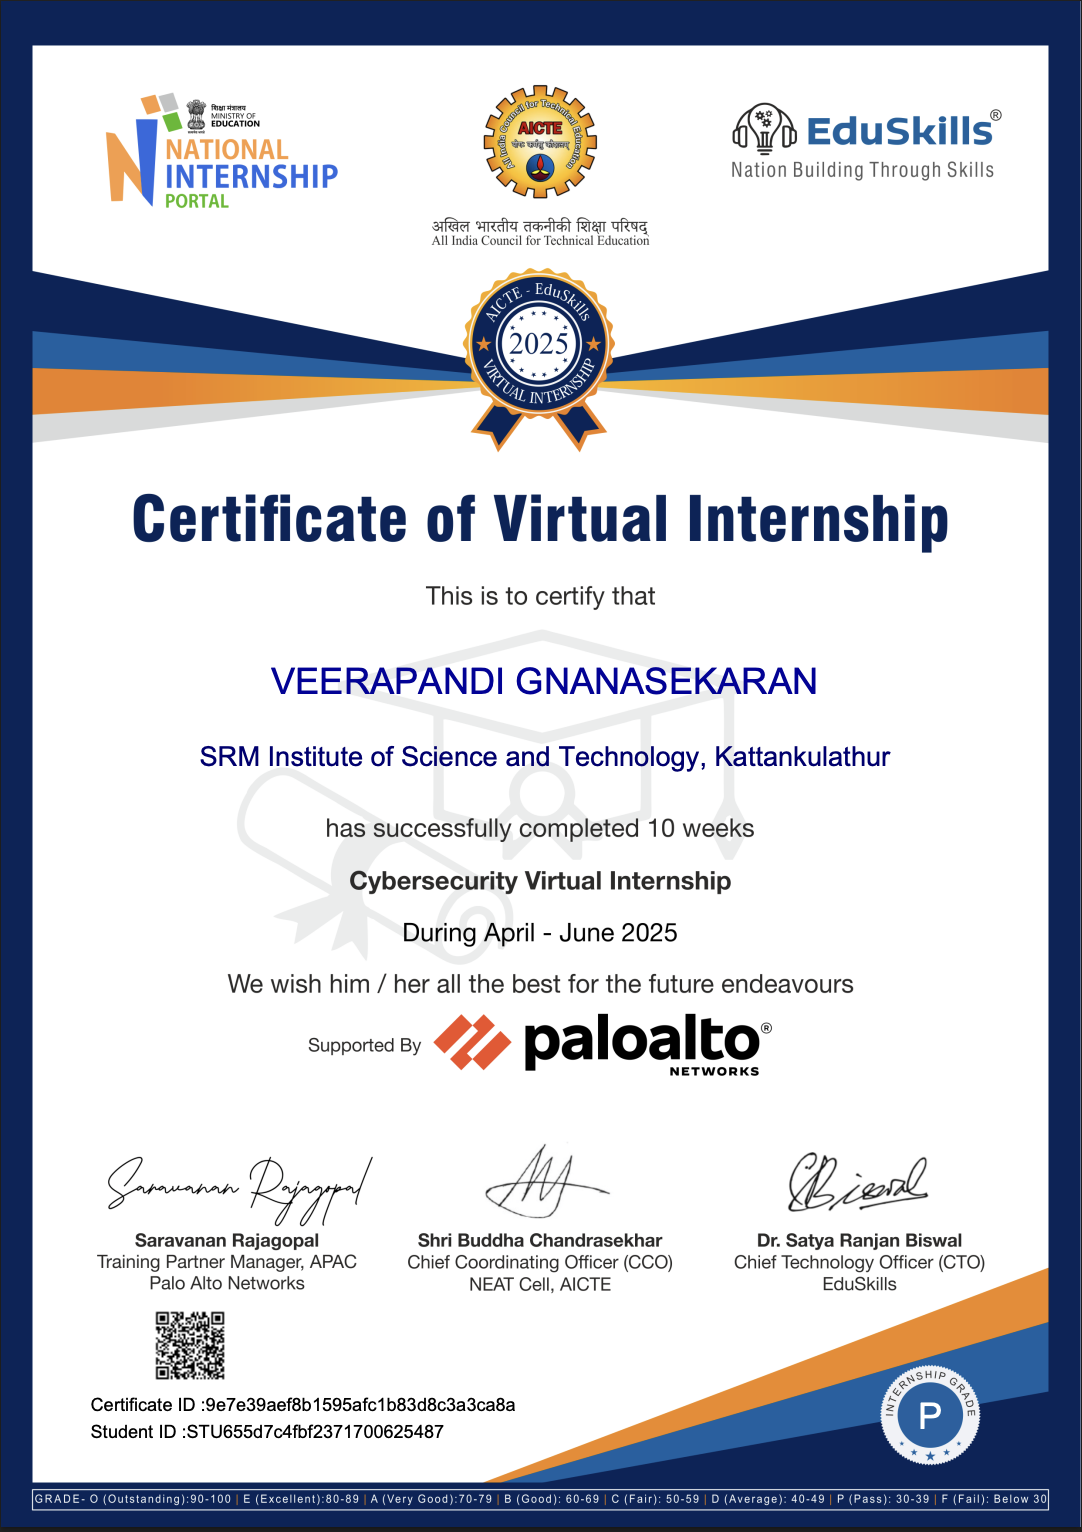 शिक्षा मंत्रालय
MINISTRY OF
EDUCATION
NATIONAL
INTERNSHIP
PORTAL
All India Council for Technical Education
AICTE
अखिल भारतीय तकनीकी शिक्षा परिषद्
All India Council for Technical Education
EduSkills®
Nation Building Through Skills
AICTE - EduSkills
2025
VIRTUAL INTERNSHIP
Certificate of Virtual Internship
This is to certify that
VEERAPANDI GNANASEKARAN
SRM Institute of Science and Technology, Kattankulathur
has successfully completed 10 weeks
Cybersecurity Virtual Internship
During April - June 2025
We wish him / her all the best for the future endeavours
Supported By paloalto®
NETWORKS
Saravanan Rajagopal
Saravanan Rajagopal
Training Partner Manager, APAC
Palo Alto Networks
Shri Buddha Chandrasekhar
Chief Coordinating Officer (CCO)
NEAT Cell, AICTE
Dr. Satya Ranjan Biswal
Chief Technology Officer (CTO)
EduSkills
Certificate ID :9e7e39aef8b1595afc1b83d8c3a3ca8a
Student ID :STU655d7c4fbf2371700625487
INTERNSHIP GRADE
P
GRADE- O (Outstanding):90-100 | E (Excellent):80-89 | A (Very Good):70-79 | B (Good): 60-69 | C (Fair): 50-59 | D (Average): 40-49 | P (Pass): 30-39 | F (Fail): Below 30